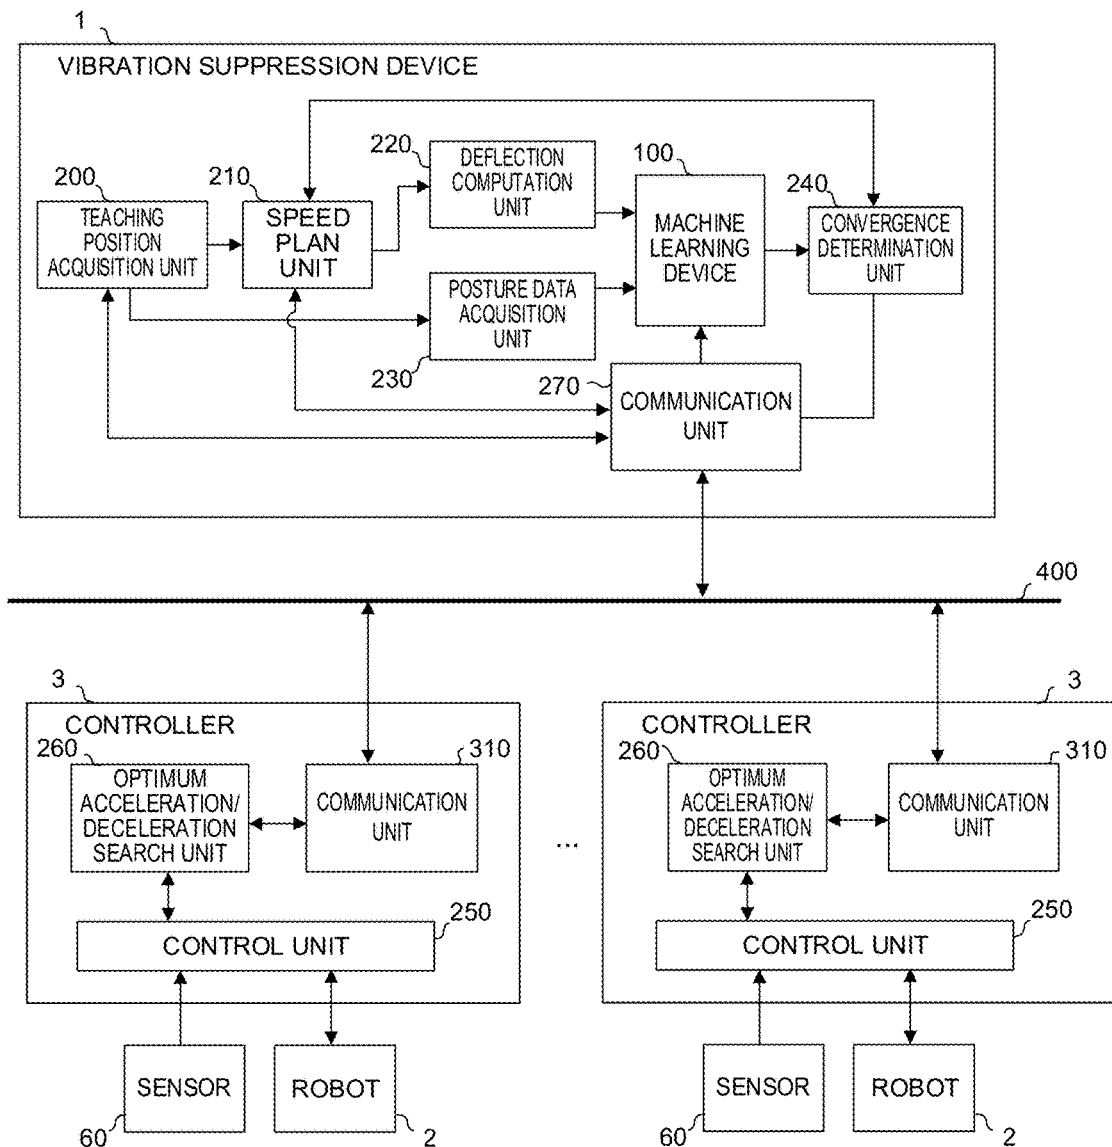 1
VIBRATION SUPPRESSION DEVICE
200
TEACHING
POSITION
ACQUISITION UNIT
210
SPEED
PLAN
UNIT
220
DEFLECTION
COMPUTATION
UNIT
POSTURE DATA
ACQUISITION
UNIT
230
100
MACHINE
LEARNING
DEVICE
240
CONVERGENCE
DETERMINATION
UNIT
270
COMMUNICATION
UNIT
400
3
CONTROLLER
260
OPTIMUM
ACCELERATION/
DECELERATION
SEARCH UNIT
310
COMMUNICATION
UNIT
250
CONTROL UNIT
SENSOR
60
ROBOT
2
...
3
CONTROLLER
260
OPTIMUM
ACCELERATION/
DECELERATION
SEARCH UNIT
310
COMMUNICATION
UNIT
250
CONTROL UNIT
SENSOR
60
ROBOT
2